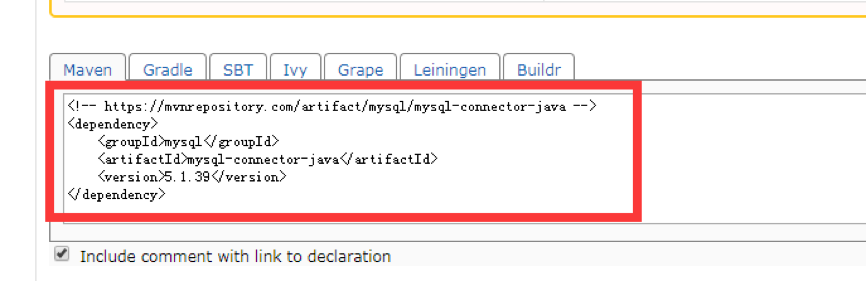 Maven Gradle SBT Ivy Grape Leiningen Buildr
<!-- https://mvnrepository.com/artifact/mysql/mysql-connector-java -->
<dependency>
    <groupId>mysql</groupId>
    <artifactId>mysql-connector-java</artifactId>
    <version>5.1.39</version>
</dependency>
Include comment with link to declaration